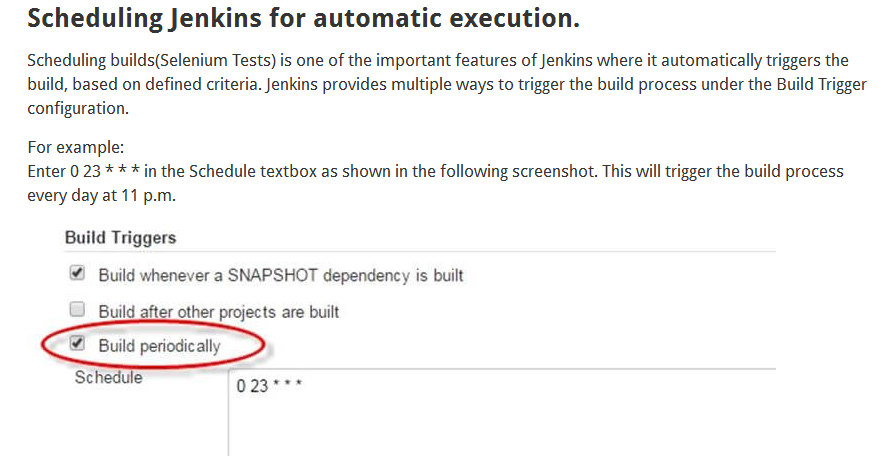 Scheduling Jenkins for automatic execution.
Scheduling builds(Selenium Tests) is one of the important features of Jenkins where it automatically triggers the
build, based on defined criteria. Jenkins provides multiple ways to trigger the build process under the Build Trigger
configuration.
For example:
Enter 0 23 * * * in the Schedule textbox as shown in the following screenshot. This will trigger the build process
every day at 11 p.m.
Build Triggers
Build whenever a SNAPSHOT dependency is built
Build after other projects are built
Build periodically
Schedule
0 23 * * *